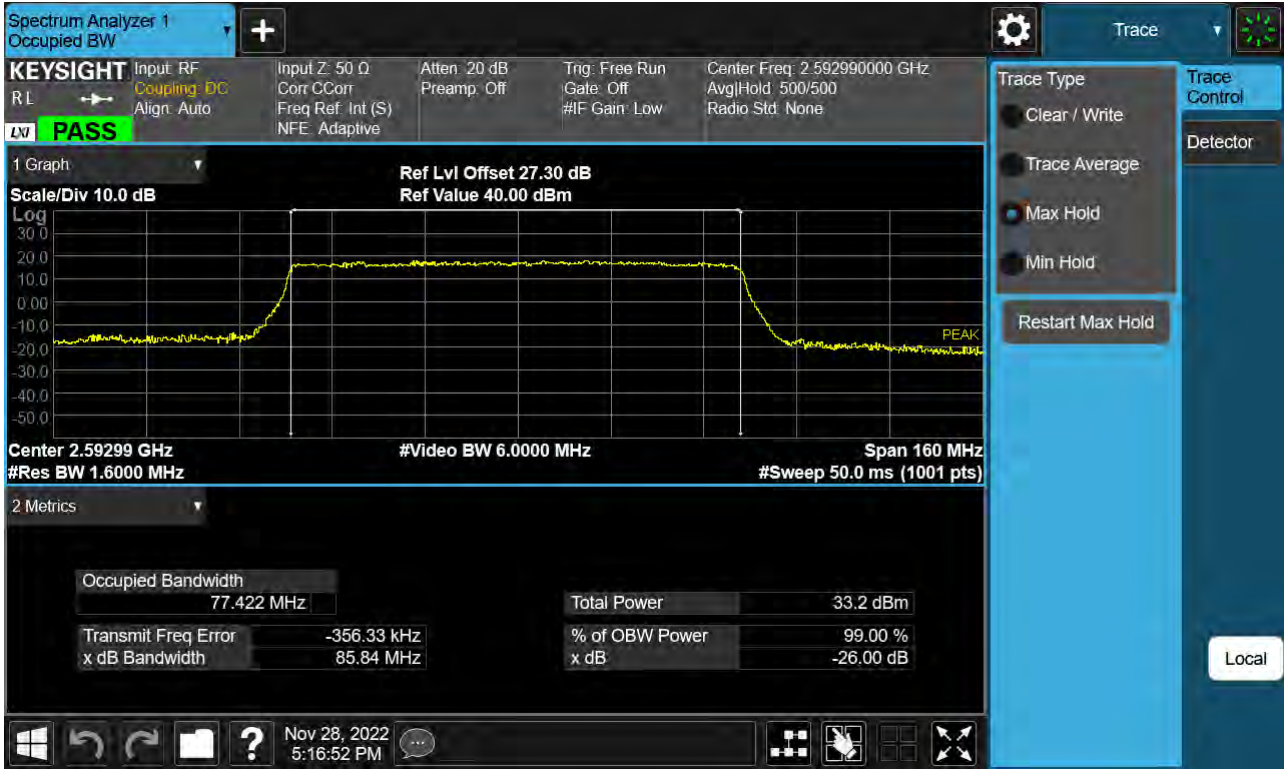 Spectrum Analyzer 1
Occupied BW
+
Trace
KEYSIGHT
RL
LXI
PASS
Input: RF
Coupling: DC
Align: Auto
Input Z: 50 Ω
Corr CCorr
Freq Ref: Int (S)
NFE: Adaptive
Atten: 20 dB
Preamp: Off
Trig: Free Run
Gate: Off
#IF Gain: Low
Center Freq: 2.592990000 GHz
Avg|Hold: 500/500
Radio Std: None
1 Graph
Scale/Div 10.0 dB
Ref Lvl Offset 27.30 dB
Ref Value 40.00 dBm
Log
30.0
20.0
10.0
0.00
-10.0
-20.0
-30.0
-40.0
-50.0
PEAK
Center 2.59299 GHz
#Video BW 6.0000 MHz
Span 160 MHz
#Res BW 1.6000 MHz
#Sweep 50.0 ms (1001 pts)
2 Metrics
Occupied Bandwidth
77.422 MHz
Total Power 33.2 dBm
Transmit Freq Error -356.33 kHz
% of OBW Power 99.00 %
x dB Bandwidth 85.84 MHz
x dB -26.00 dB
?
Nov 28, 2022
5:16:52 PM
Trace Type
Clear / Write
Trace Average
Max Hold
Min Hold
Restart Max Hold
Trace
Control
Detector
Local